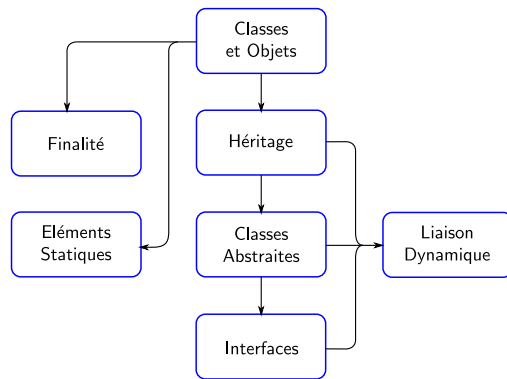 Classes
et Objets
Finalité
Héritage
Eléments
Statiques
Classes
Abstraites
Liaison
Dynamique
Interfaces